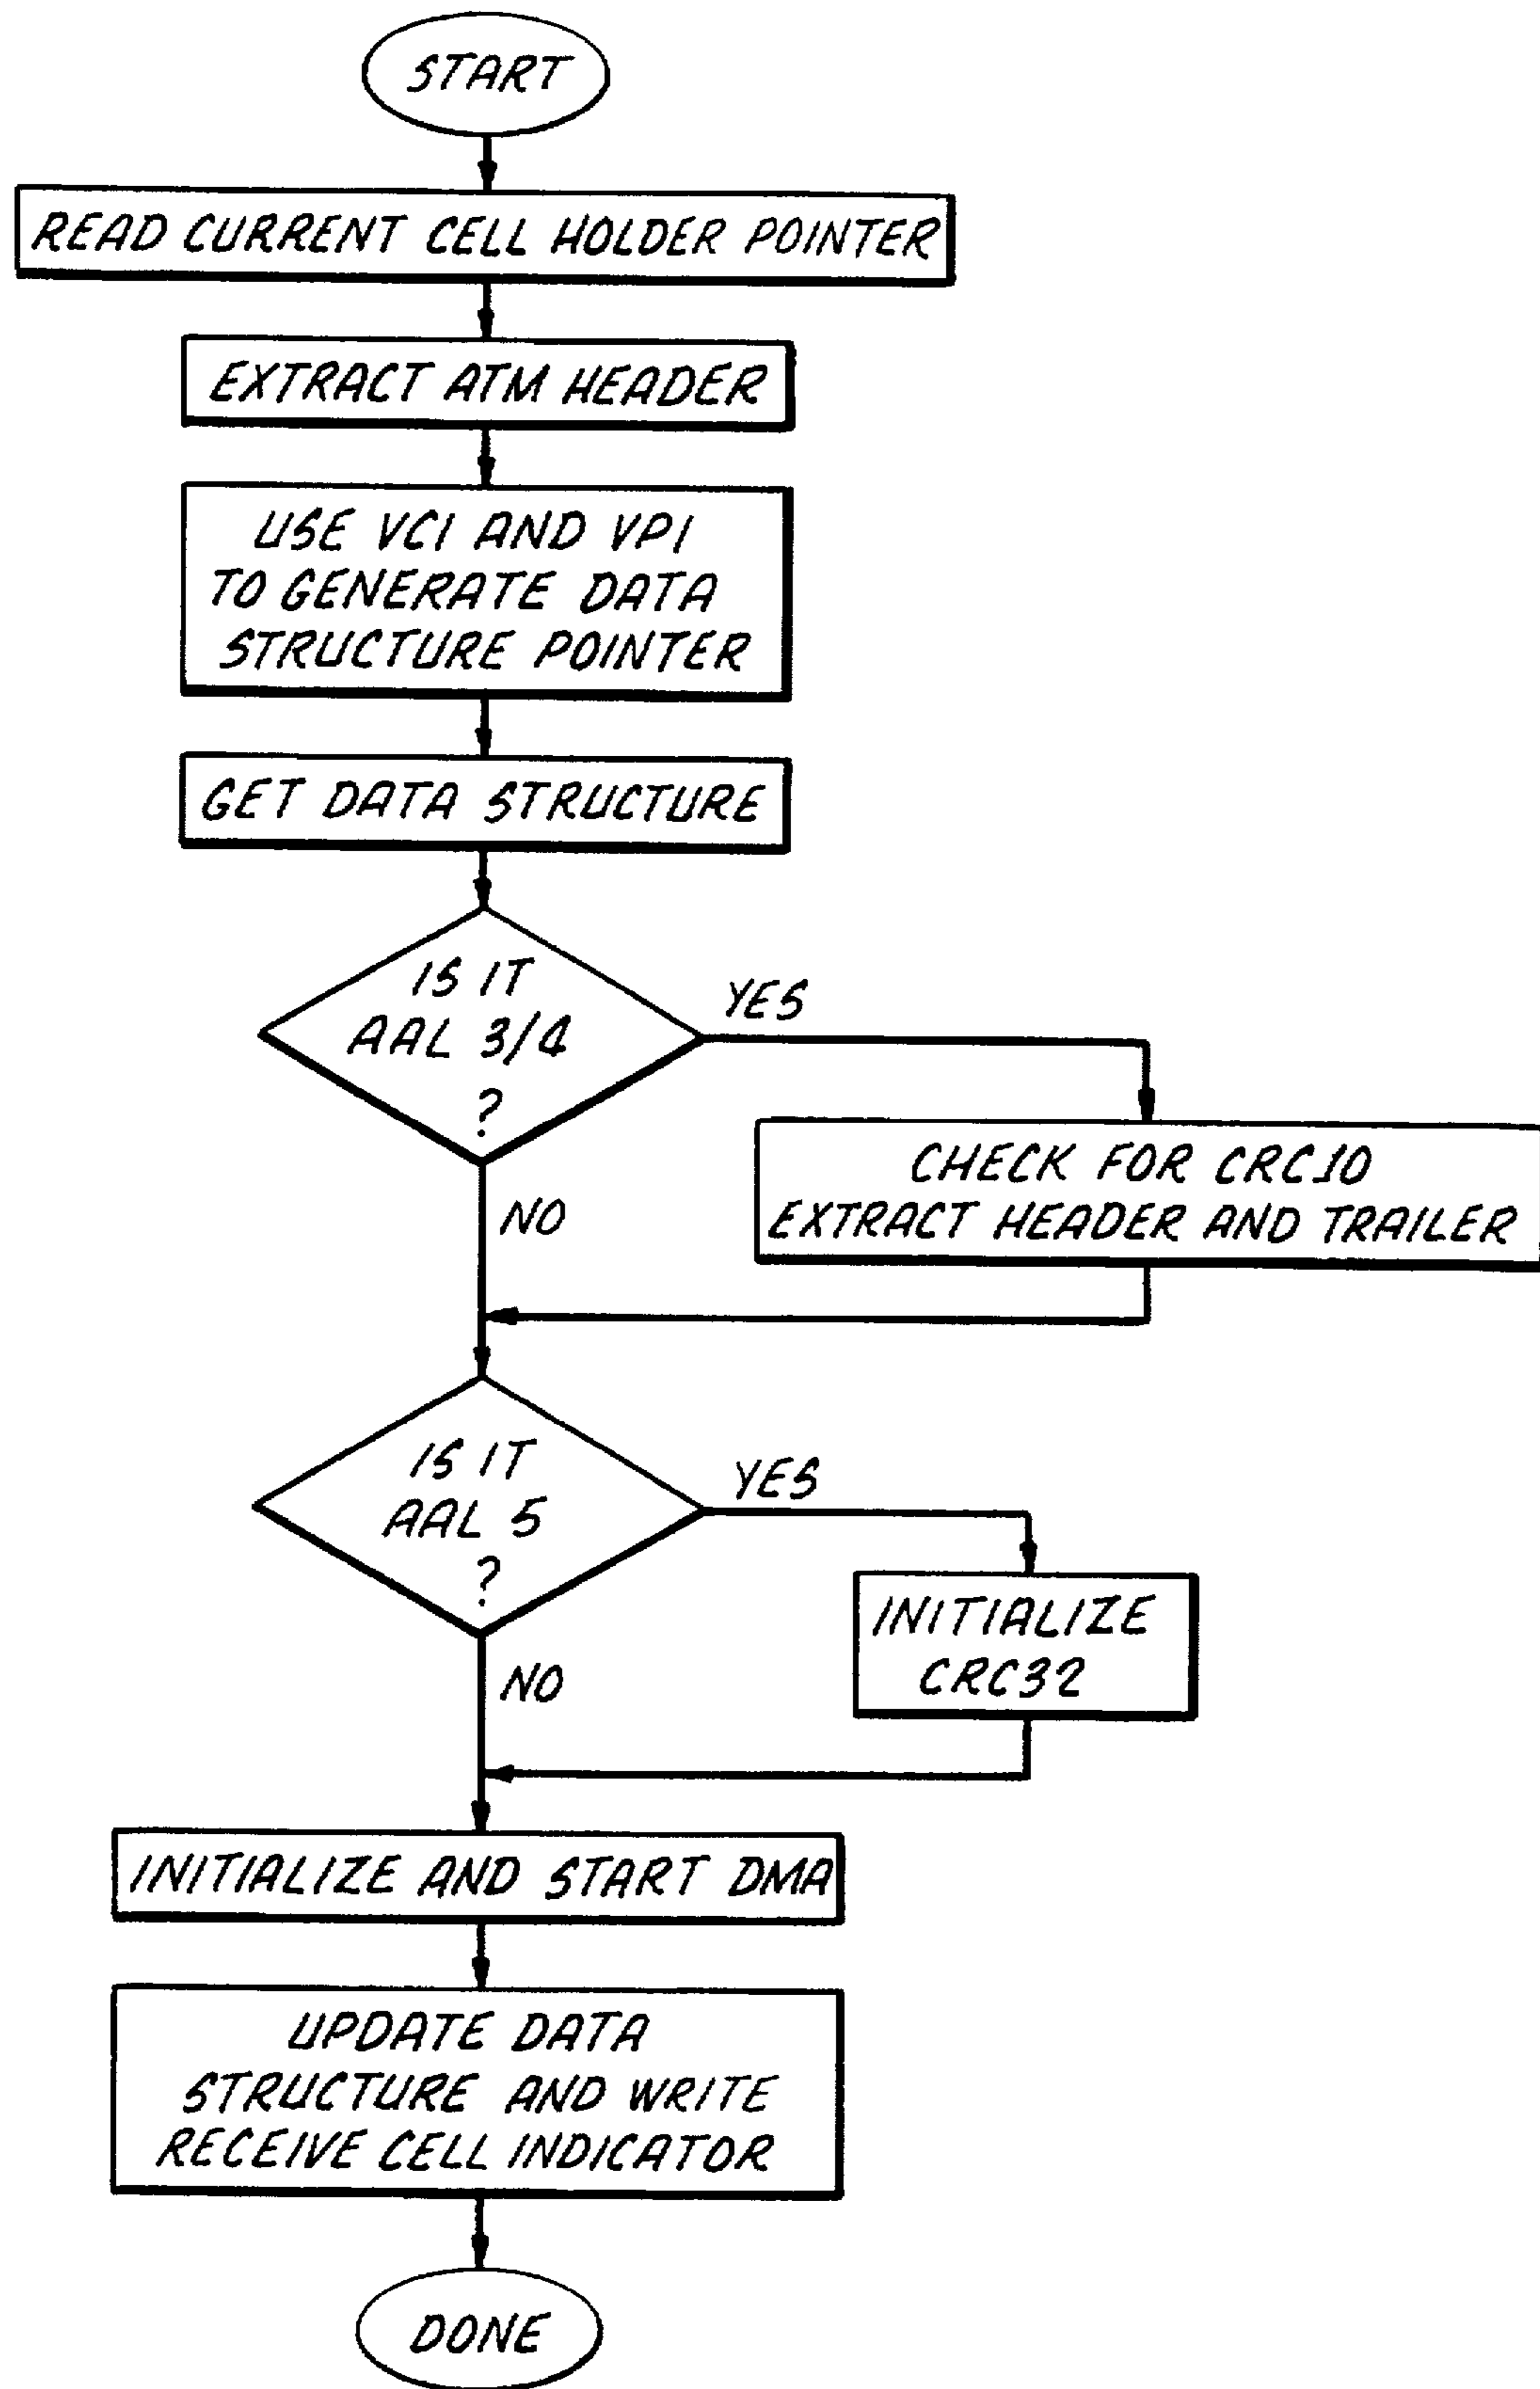 START
READ CURRENT CELL HOLDER POINTER
EXTRACT ATM HEADER
USE VCI AND VPI
TO GENERATE DATA
STRUCTURE POINTER
GET DATA STRUCTURE
IS IT
AAL 3/4
?
YES
CHECK FOR CRC10
EXTRACT HEADER AND TRAILER
NO
IS IT
AAL 5
?
YES
INITIALIZE
CRC32
NO
INITIALIZE AND START DMA
UPDATE DATA
STRUCTURE AND WRITE
RECEIVE CELL INDICATOR
DONE